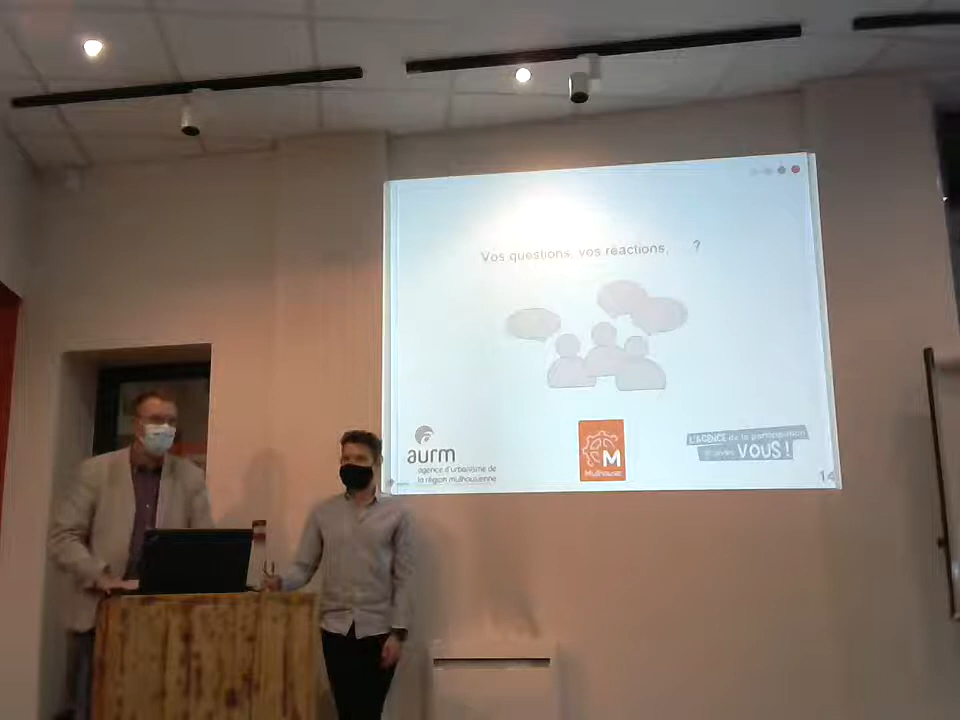 Vos questions, vos réactions, ?
aurm
agence d'urbanisme de
la région mulhousienne
M
Mulhouse
L'AGENCE de la participation
VOUS !
14